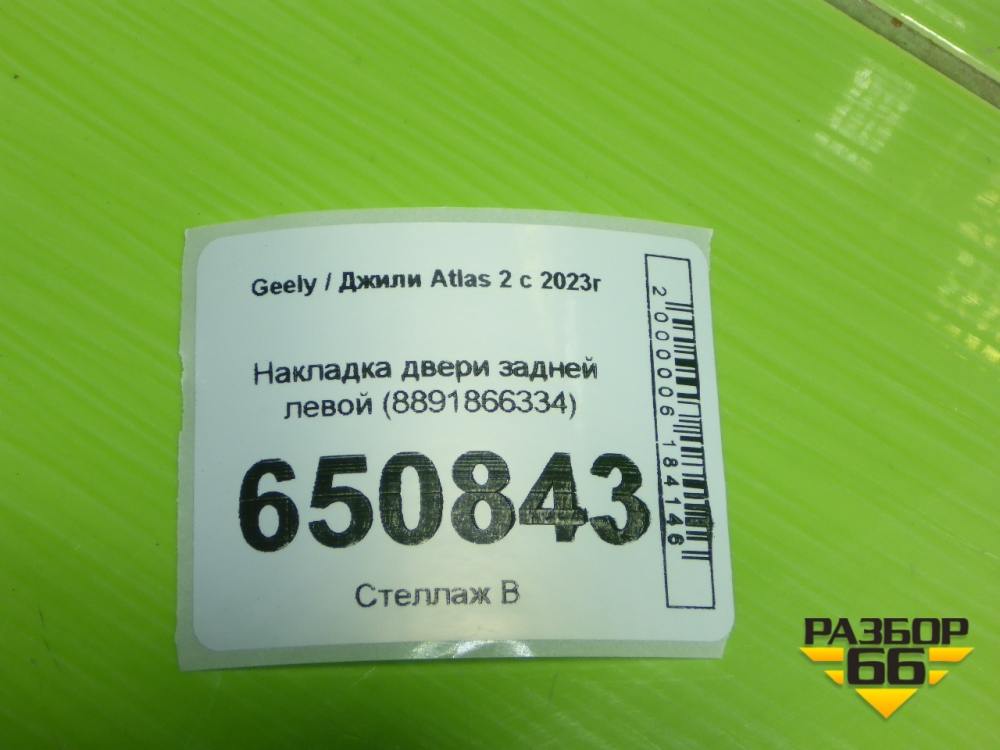 Geely / Джили Atlas 2 с 2023г
Накладка двери задней
левой (8891866334)
650843
Стеллаж В
2000006184146
РАЗБОР
66